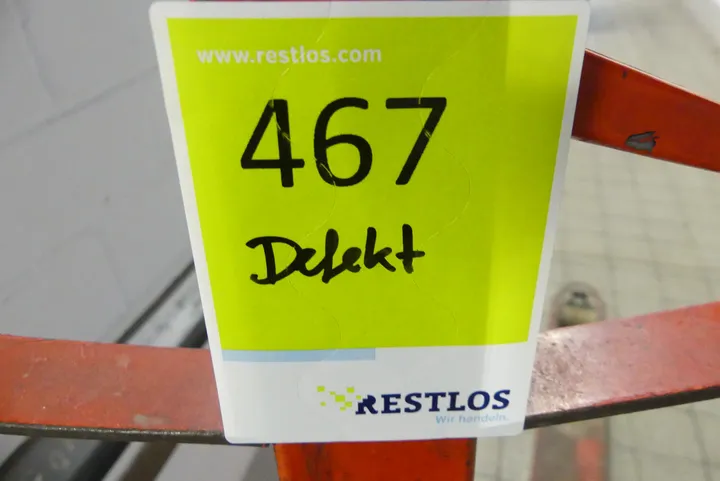 www.restlos.com
467
Defekt
RESTLOS
Wir handeln.